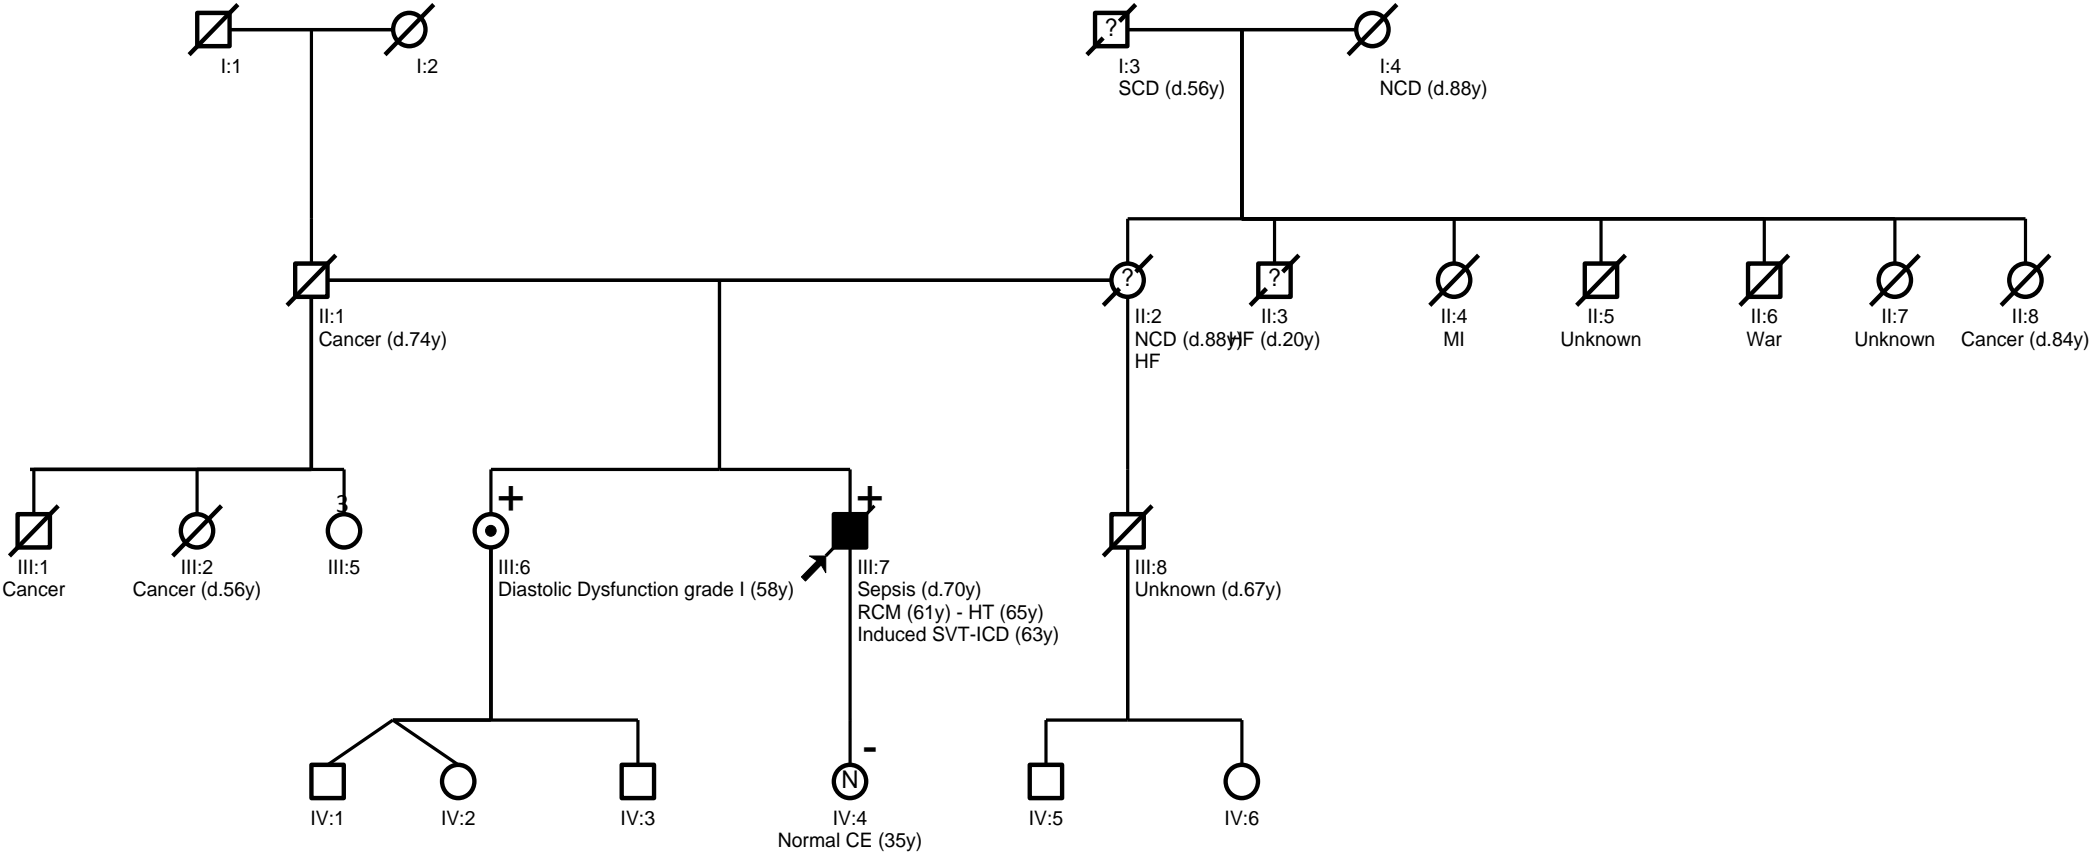 ?
I:1
I:2
I:3
SCD (d.56y)
I:4
NCD (d.88y)
?
?
II:1
Cancer (d.74y)
II:2
NCD (d.88y)
HF
II:3
HF (d.20y)
II:4
MI
II:5
Unknown
II:6
War
II:7
Unknown
II:8
Cancer (d.84y)
3
+
+
III:1
Cancer
III:2
Cancer (d.56y)
III:5
III:6
Diastolic Dysfunction grade I (58y)
III:7
Sepsis (d.70y)
RCM (61y) - HT (65y)
Induced SVT-ICD (63y)
III:8
Unknown (d.67y)
-
N
IV:1
IV:2
IV:3
IV:4
Normal CE (35y)
IV:5
IV:6